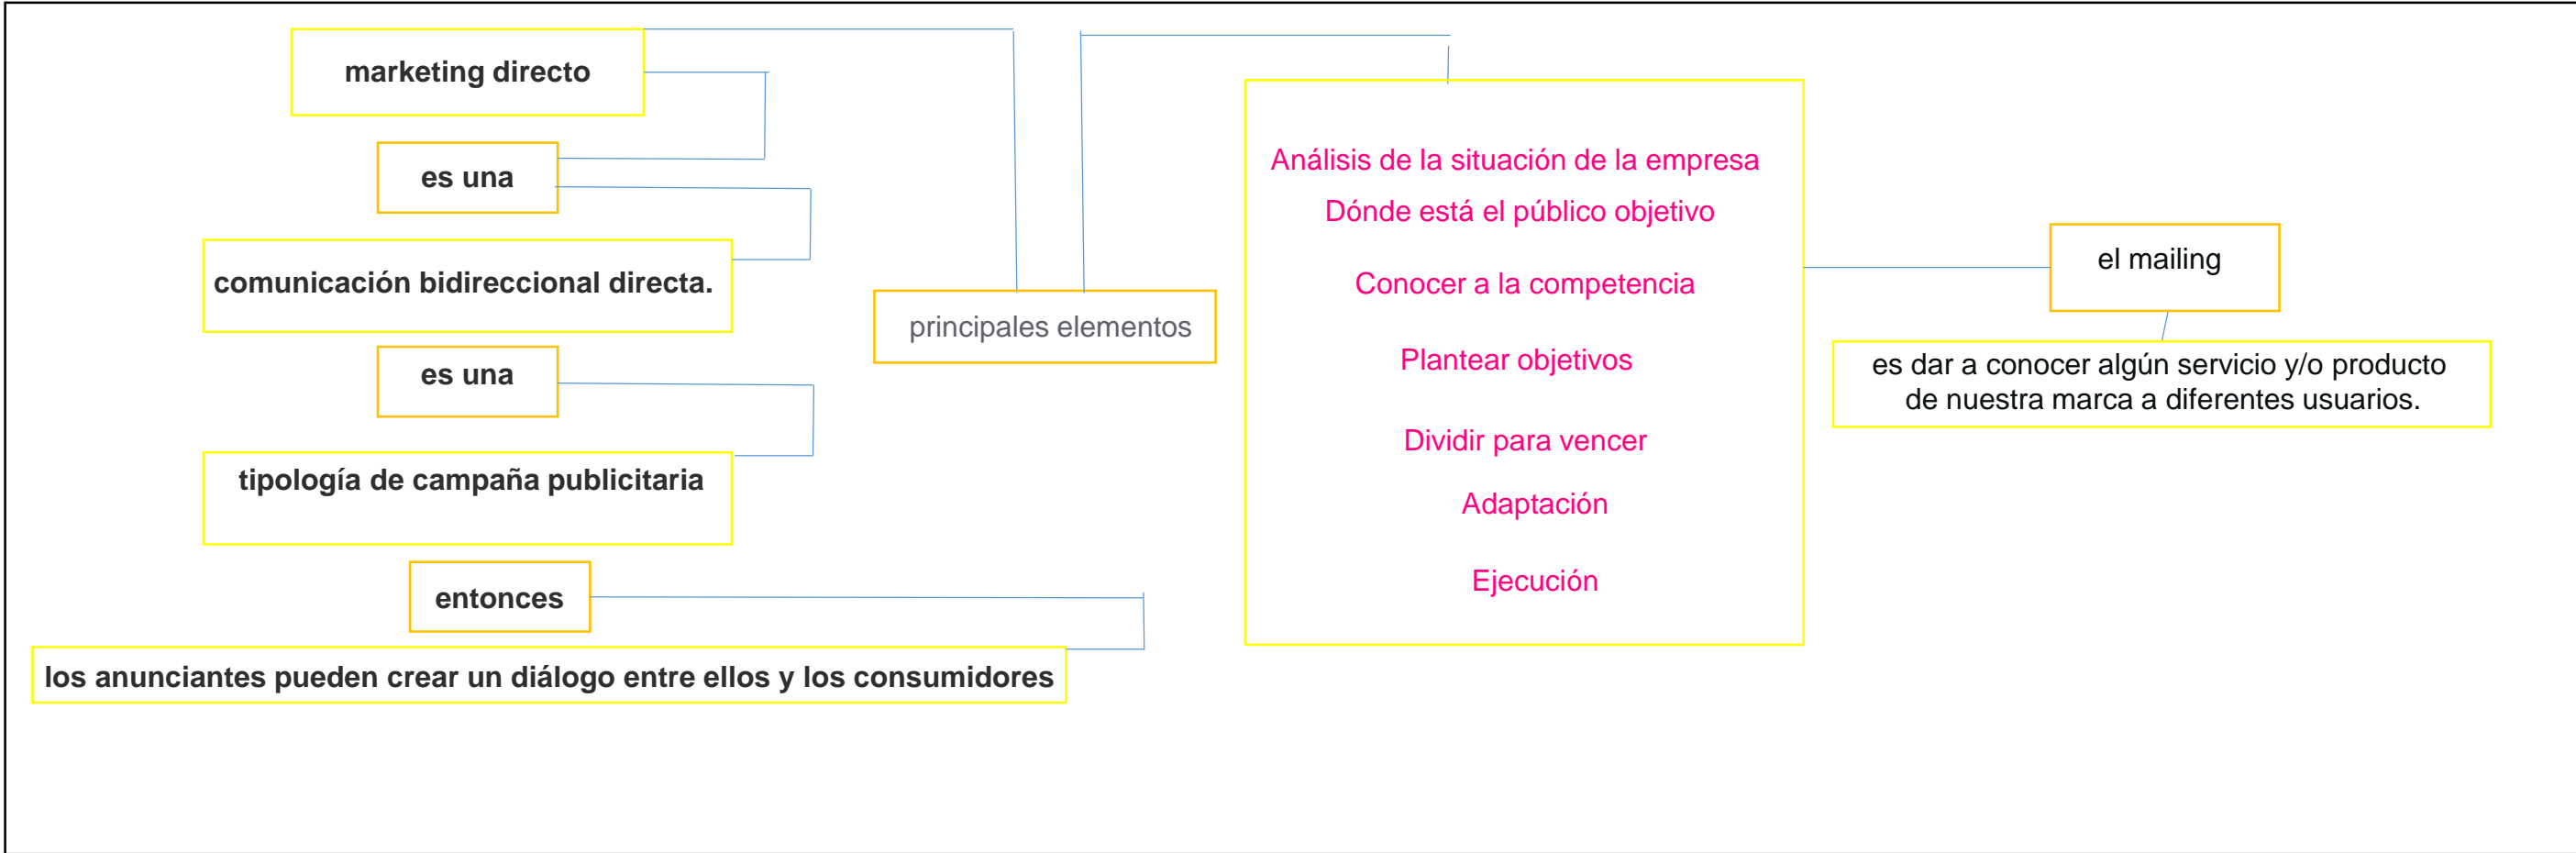 marketing directo
es una
comunicación bidireccional directa.
es una
tipología de campaña publicitaria
entonces
los anunciantes pueden crear un diálogo entre ellos y los consumidores
principales elementos
Análisis de la situación de la empresa
Dónde está el público objetivo
Conocer a la competencia
Plantear objetivos
Dividir para vencer
Adaptación
Ejecución
el mailing
es dar a conocer algún servicio y/o producto
de nuestra marca a diferentes usuarios.